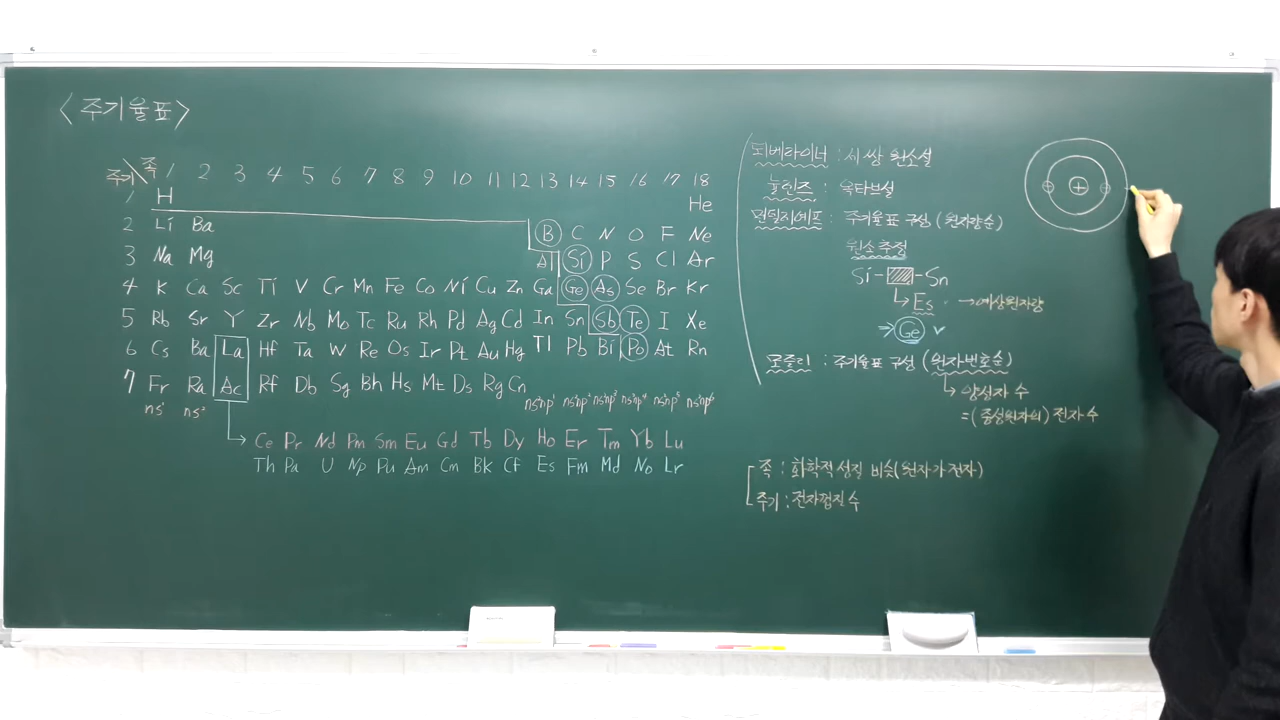 <주기율표>
족 1 2 3 4 5 6 7 8 9 10 11 12 13 14 15 16 17 18
주기
1 H He
2 Li Ba B C N O F Ne
3 Na Mg Al Si P S Cl Ar
4 K Ca Sc Ti V Cr Mn Fe Co Ni Cu Zn Ga Ge As Se Br Kr
5 Rb Sr Y Zr Nb Mo Tc Ru Rh Pd Ag Cd In Sn Sb Te I Xe
6 Cs Ba La Hf Ta W Re Os Ir Pt Au Hg Tl Pb Bi Po At Rn
7 Fr Ra Ac Rf Db Sg Bh Hs Mt Ds Rg Cn
ns¹ ns² ns²np¹ ns²np² ns²np³ ns²np⁴ ns²np⁵ ns²np⁶
Ce Pr Nd Pm Sm Eu Gd Tb Dy Ho Er Tm Yb Lu
Th Pa U Np Pu Am Cm Bk Cf Es Fm Md No Lr
되베라이너 : 세 쌍 원소설
뉼렌즈 : 옥타브설
멘델레예프 : 주기율표 구성 (원자량순)
원소추정
Si - - Sn
↳ Es → 예상원자량
⇒ Ge ✓
모즐리 : 주기율표 구성 (원자번호순)
↳ 양성자 수
= (중성원자의) 전자 수
족 : 화학적 성질 비슷 (원자가 전자)
주기 : 전자껍질 수
+